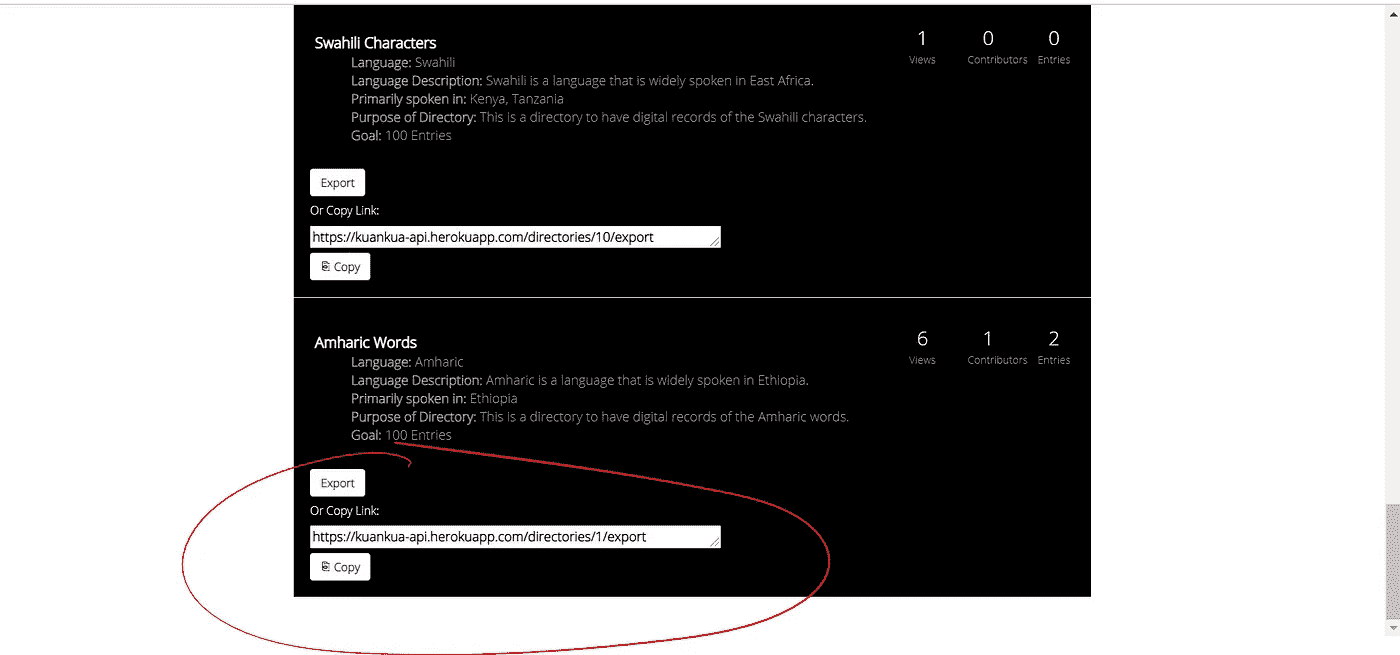 Swahili Characters
Language: Swahili
Language Description: Swahili is a language that is widely spoken in East Africa.
Primarily spoken in: Kenya, Tanzania
Purpose of Directory: This is a directory to have digital records of the Swahili characters.
Goal: 100 Entries
1 0 0
Views Contributors Entries
Export
Or Copy Link:
https://kuankua-api.herokuapp.com/directories/10/export
Copy
Amharic Words
Language: Amharic
Language Description: Amharic is a language that is widely spoken in Ethiopia.
Primarily spoken in: Ethiopia
Purpose of Directory: This is a directory to have digital records of the Amharic words.
Goal: 100 Entries
6 1 2
Views Contributors Entries
Export
Or Copy Link:
https://kuankua-api.herokuapp.com/directories/1/export
Copy